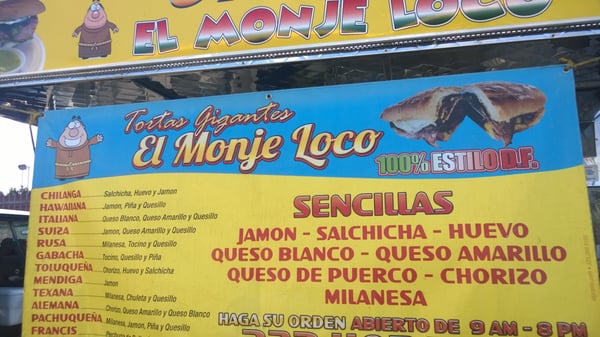 EL MONJE LOCO
Tortas Gigantes
El Monje Loco
100% ESTILO D.F.
CHILANGA Salchicha, Huevo y Jamon
HAWAIIANA Jamon, Piña y Quesillo
ITALIANA Queso Blanco, Queso Amarillo y Quesillo
SUIZA Jamon, Queso Amarillo y Quesillo
RUSA Milanesa, Tocino y Quesillo
GABACHA Tocino, Quesillo y Piña
TOLUQUEÑA Chorizo, Huevo y Salchicha
MENDIGA Jamon
TEXANA Milanesa, Chuleta y Quesillo
ALEMANA Chorizo, Queso Amarillo y Queso Blanco
PACHUQUEÑA Milanesa, Jamon, Piña y Quesillo
FRANCIS
SENCILLAS
JAMON - SALCHICHA - HUEVO
QUESO BLANCO - QUESO AMARILLO
QUESO DE PUERCO - CHORIZO
MILANESA
HAGA SU ORDEN ABIERTO DE 9 AM - 8 PM